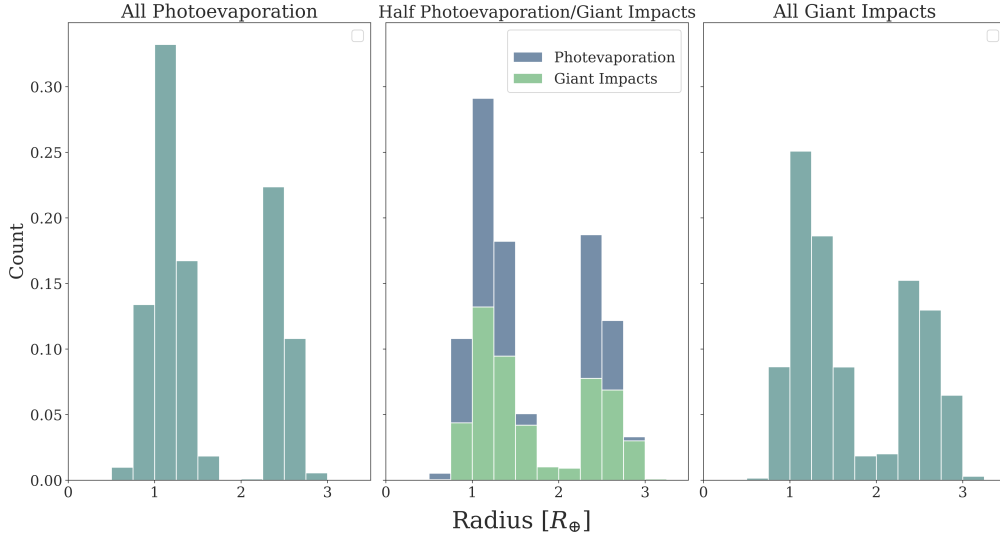 All Photoevaporation
Half Photoevaporation/Giant Impacts
All Giant Impacts
Photevaporation
Giant Impacts
Count
0.30
0.25
0.20
0.15
0.10
0.05
0.00
0 1 2 3
0 1 2 3
0 1 2 3
Radius [R⊕]